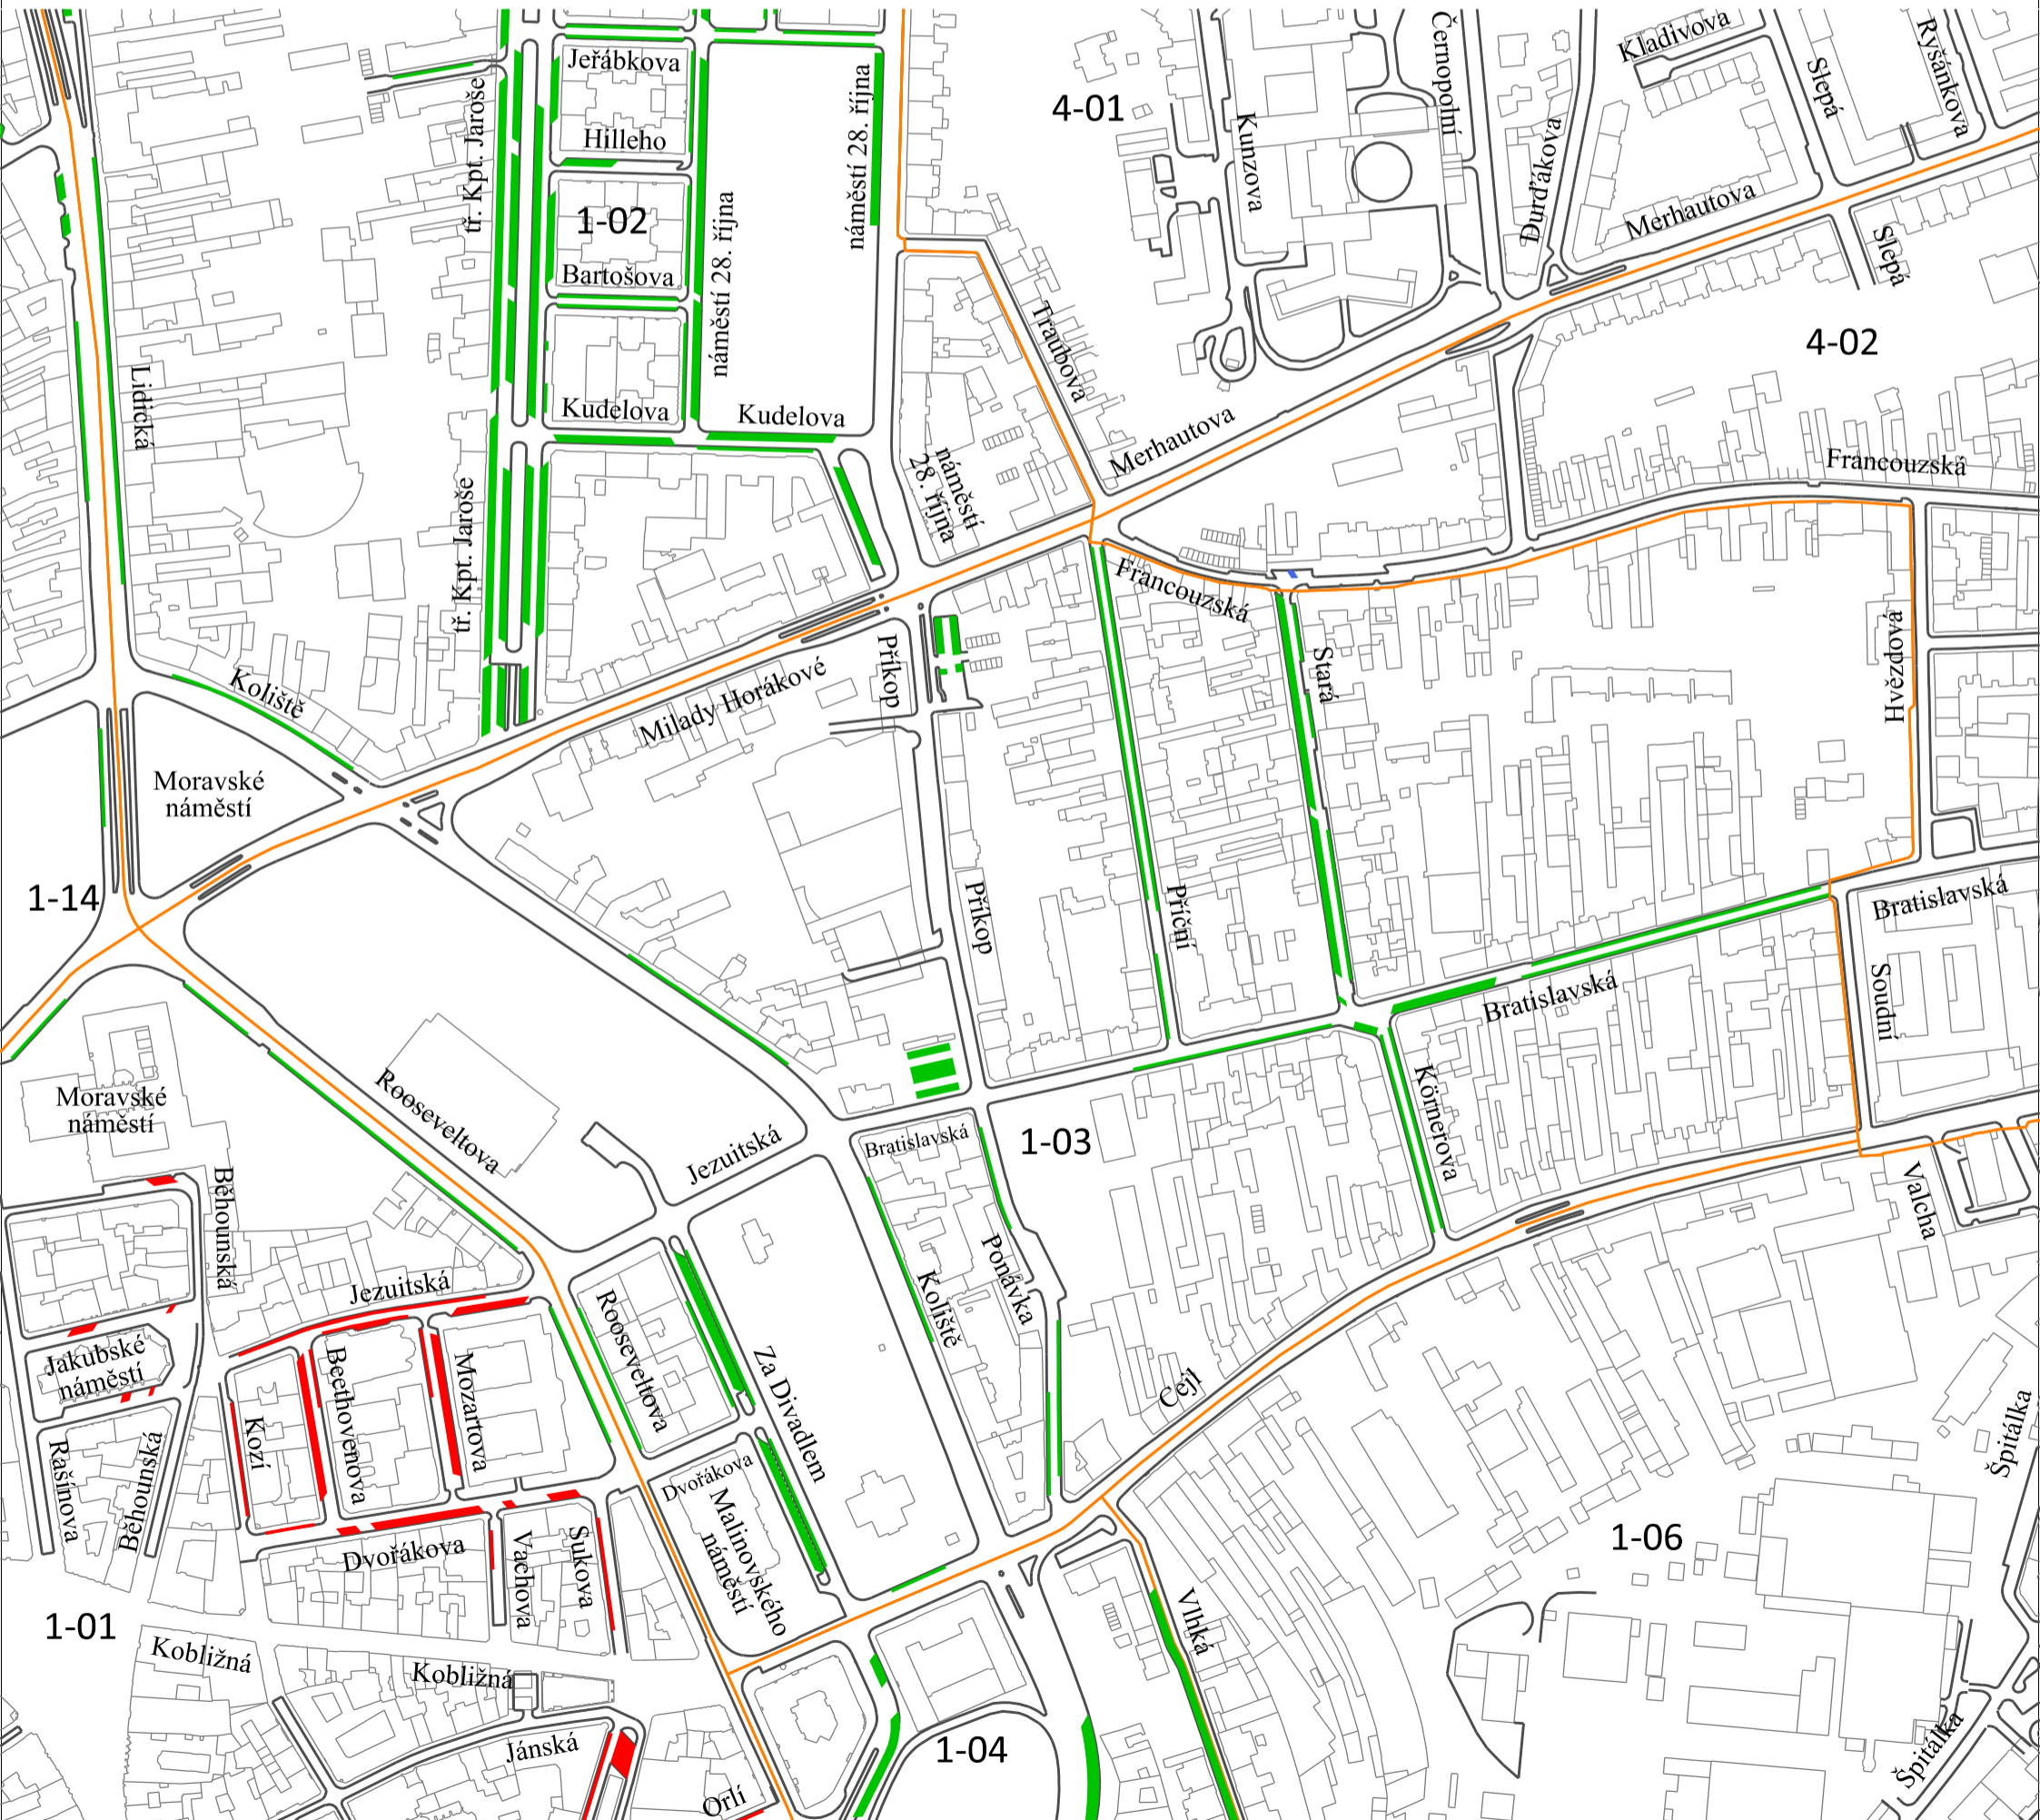 Jeřábkova
tř. Kpt. Jaroše
náměstí 28. října
4-01
Černopolní
Kladivova
Slepá
Ryšánkova
Hilleho
Kunzova
Durďákova
1-02
Merhautova
Slepá
náměstí 28. října
Bartošova
4-02
Lidická
Traubova
Kudelova
Kudelova
Merhautova
Francouzská
náměstí
28. října
tř. Kpt. Jaroše
Francouzská
Stará
Hvězdová
Koliště
Milady Horákové
Příkop
Moravské
náměstí
1-14
Příkop
Příční
Bratislavská
Bratislavská
Soudní
Moravské
náměstí
Rooseveltova
Jezuitská
Bratislavská
1-03
Körnerova
Valcha
Běhounská
Jezuitská
Ponávka
Koliště
Rooseveltova
Jakubské
náměstí
Beethovenova
Mozartova
Za Divadlem
Cejl
Kozí
Rašínova
Běhounská
Dvořákova
Malinovského
náměstí
Špitálka
Dvořákova
Vachova
Sukova
1-06
Vlhká
1-01
Kobližná
Kobližná
Jánská
1-04
Orlí
Špitálka